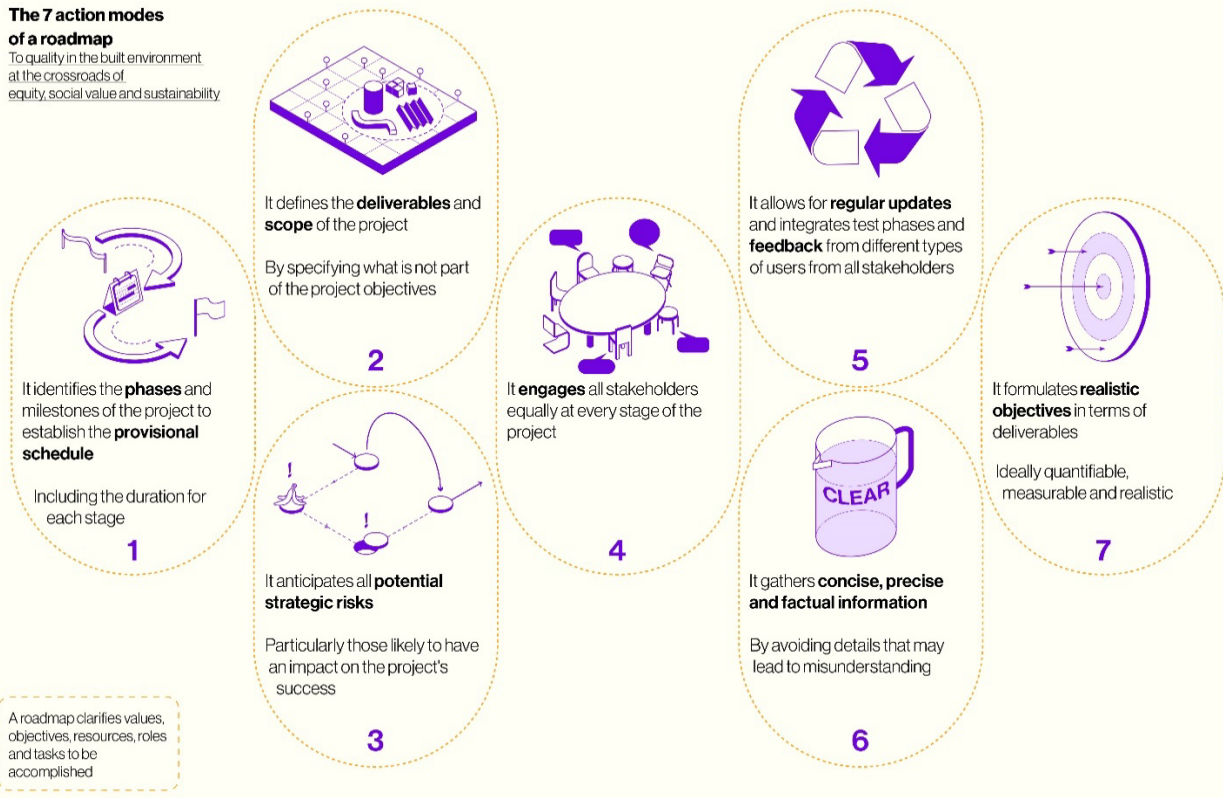 The 7 action modes
of a roadmap
To quality in the built environment
at the crossroads of
equity, social value and sustainability
It identifies the phases and
milestones of the project to
establish the provisional
schedule
Including the duration for
each stage
1
It defines the deliverables and
scope of the project
By specifying what is not part
of the project objectives
2
!
!
It anticipates all potential
strategic risks
Particularly those likely to have
an impact on the project's
success
3
It engages all stakeholders
equally at every stage of the
project
4
It allows for regular updates
and integrates test phases and
feedback from different types
of users from all stakeholders
5
CLEAR
It gathers concise, precise
and factual information
By avoiding details that may
lead to misunderstanding
6
It formulates realistic
objectives in terms of
deliverables
Ideally quantifiable,
measurable and realistic
7
A roadmap clarifies values,
objectives, resources, roles
and tasks to be
accomplished